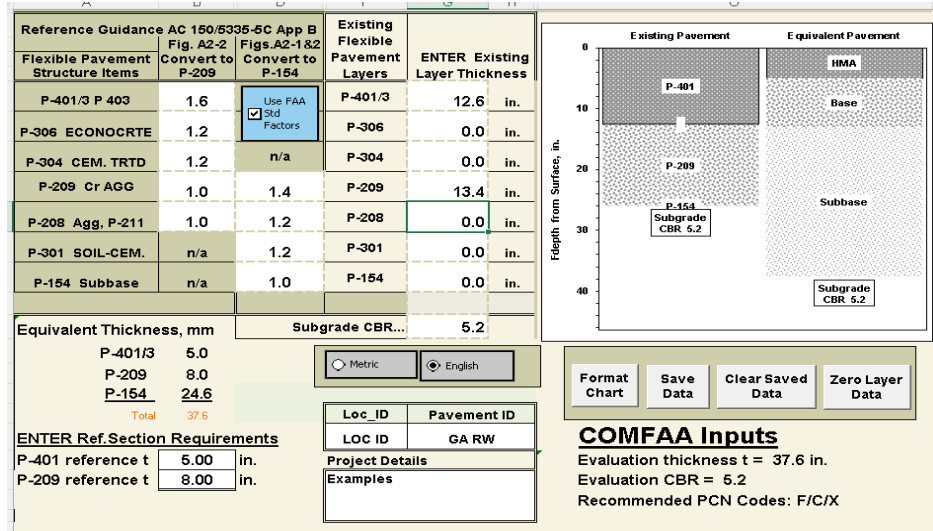 Reference Guidance AC 150/5335-5C App B
Flexible Pavement Structure Items
Fig. A2-2 Convert to P-209
Figs.A2-1&2 Convert to P-154
Existing Flexible Pavement Layers
ENTER Existing Layer Thickness
P-401/3 P 403 1.6 P-401/3 12.6 in.
Use FAA Std Factors
P-306 ECONOCRTE 1.2 P-306 0.0 in.
P-304 CEM. TRTD 1.2 n/a P-304 0.0 in.
P-209 Cr AGG 1.0 1.4 P-209 13.4 in.
P-208 Agg, P-211 1.0 1.2 P-208 0.0 in.
P-301 SOIL-CEM. n/a 1.2 P-301 0.0 in.
P-154 Subbase n/a 1.0 P-154 0.0 in.
Subgrade CBR... 5.2
Equivalent Thickness, mm
P-401/3 5.0
P-209 8.0
P-154 24.6
Total 37.6
ENTER Ref.Section Requirements
P-401 reference t 5.00 in.
P-209 reference t 8.00 in.
Metric English
Loc_ID Pavement ID
LOC ID GA RW
Project Details
Examples
Existing Pavement Equivalent Pavement
Fdepth from Surface, in.
0
10
20
30
40
P-401
P-209
P-154
Subgrade
CBR 5.2
HMA
Base
Subbase
Subgrade
CBR 5.2
Format Chart
Save Data
Clear Saved Data
Zero Layer Data
COMFAA Inputs
Evaluation thickness t = 37.6 in.
Evaluation CBR = 5.2
Recommended PCN Codes: F/C/X